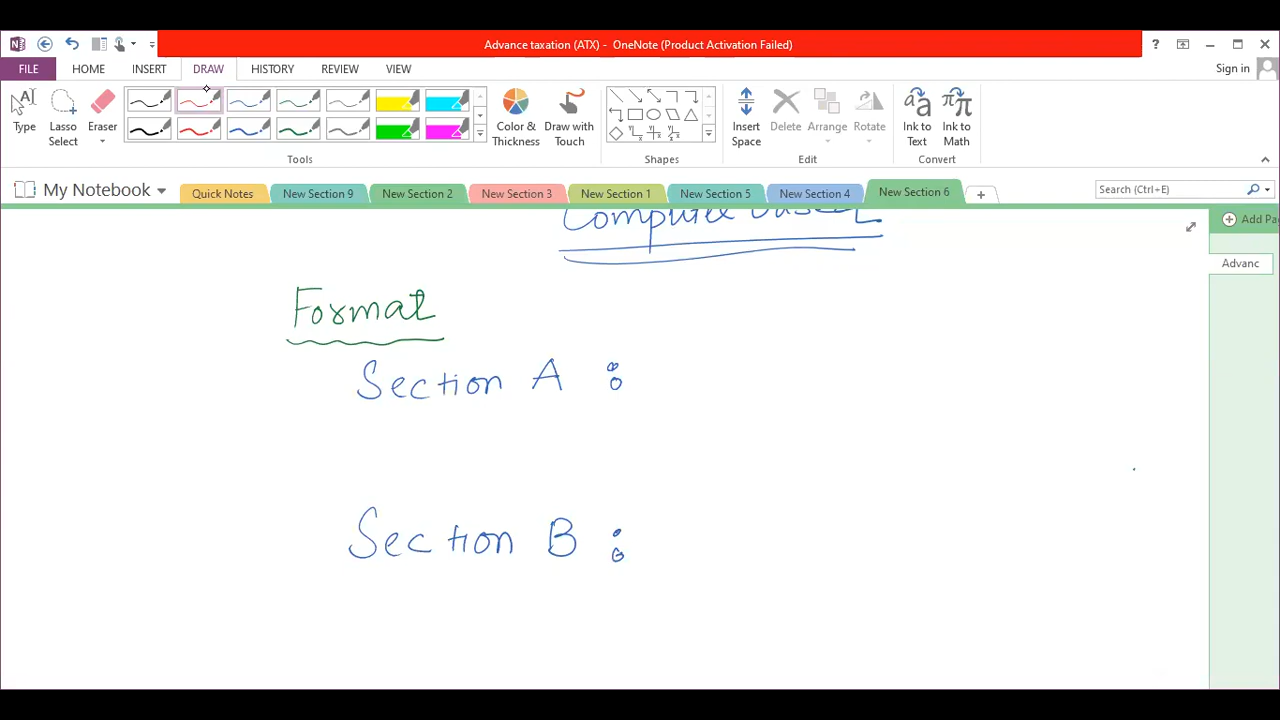 Advance taxation (ATX) - OneNote (Product Activation Failed)
?
FILE HOME INSERT DRAW HISTORY REVIEW VIEW
Sign in
Type Lasso Select Eraser Color & Thickness Draw with Touch Insert Space Delete Arrange Rotate Ink to Text Ink to Math
Tools Shapes Edit Convert
My Notebook Quick Notes New Section 9 New Section 2 New Section 3 New Section 1 New Section 5 New Section 4 New Section 6 Search (Ctrl+E)
Add Pa
Advanc
Format
Section A :
Section B :